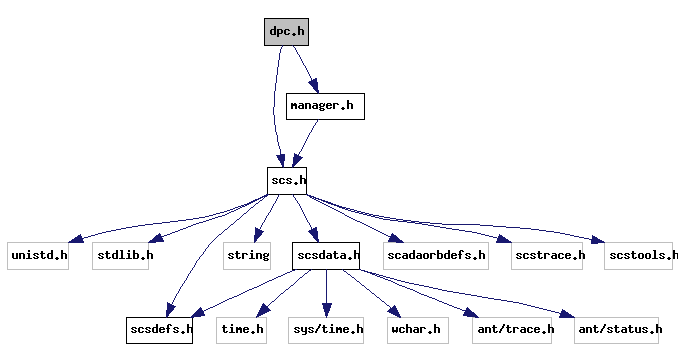 dpc.h
manager.h
scs.h
unistd.h
stdlib.h
string
scsdata.h
scadaorbdefs.h
scstrace.h
scstools.h
scsdefs.h
time.h
sys/time.h
wchar.h
ant/trace.h
ant/status.h